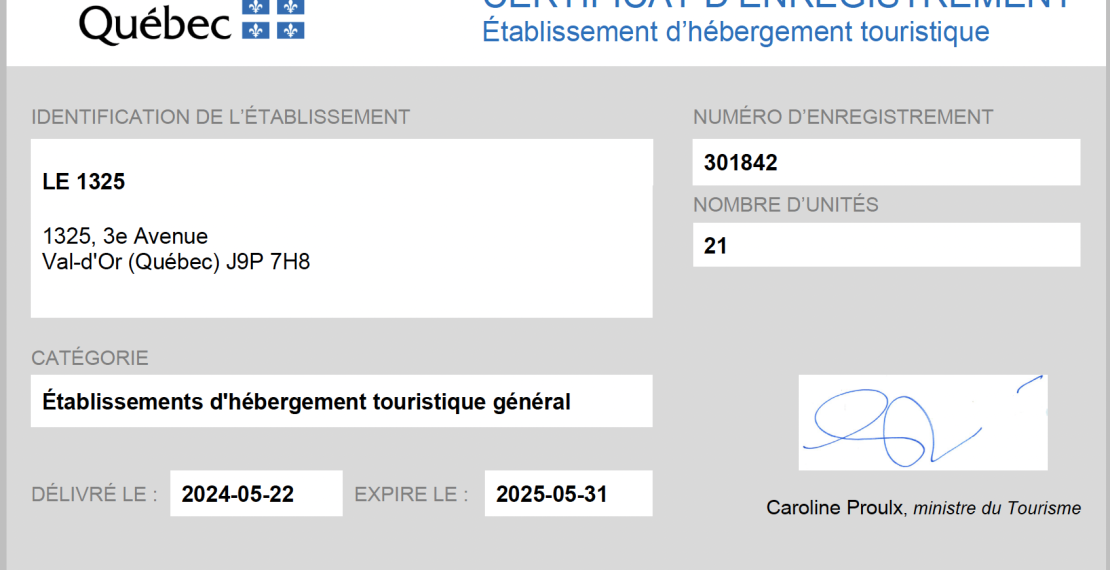 Québec
CERTIFICAT D'ENREGISTREMENT
Établissement d'hébergement touristique
IDENTIFICATION DE L'ÉTABLISSEMENT
LE 1325
1325, 3e Avenue
Val-d'Or (Québec) J9P 7H8
NUMÉRO D'ENREGISTREMENT
301842
NOMBRE D'UNITÉS
21
CATÉGORIE
Établissements d'hébergement touristique général
DÉLIVRÉ LE : 2024-05-22 EXPIRE LE : 2025-05-31
Caroline Proulx, ministre du Tourisme